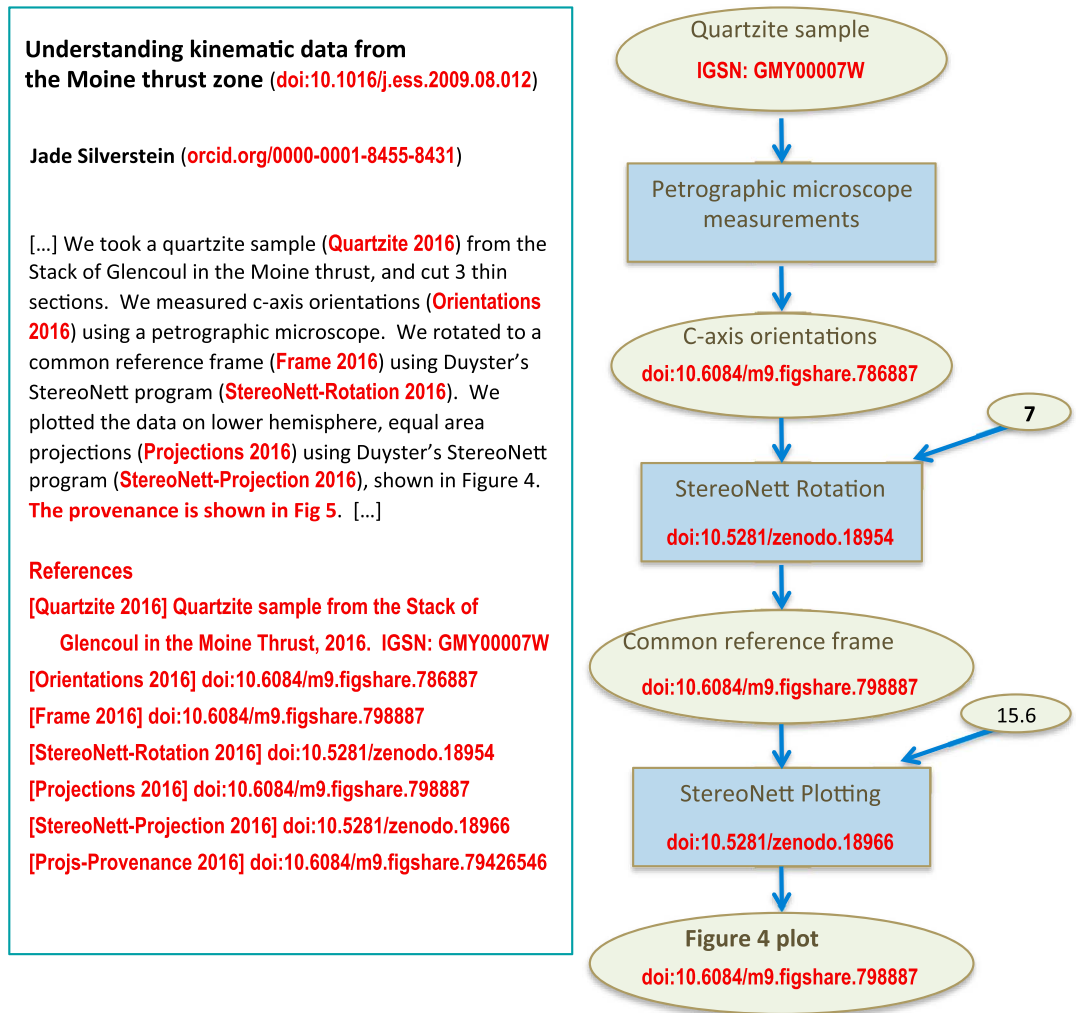 Understanding kinematic data from
the Moine thrust zone (doi:10.1016/j.ess.2009.08.012)
Jade Silverstein (orcid.org/0000-0001-8455-8431)
[…] We took a quartzite sample (Quartzite 2016) from the
Stack of Glencoul in the Moine thrust, and cut 3 thin
sections.  We measured c-axis orientations (Orientations
2016) using a petrographic microscope.  We rotated to a
common reference frame (Frame 2016) using Duyster’s
StereoNett program (StereoNett-Rotation 2016).  We
plotted the data on lower hemisphere, equal area
projections (Projections 2016) using Duyster’s StereoNett
program (StereoNett-Projection 2016), shown in Figure 4.
The provenance is shown in Fig 5.  […]
References
[Quartzite 2016] Quartzite sample from the Stack of
Glencoul in the Moine Thrust, 2016.  IGSN: GMY00007W
[Orientations 2016] doi:10.6084/m9.figshare.786887
[Frame 2016] doi:10.6084/m9.figshare.798887
[StereoNett-Rotation 2016] doi:10.5281/zenodo.18954
[Projections 2016] doi:10.6084/m9.figshare.798887
[StereoNett-Projection 2016] doi:10.5281/zenodo.18966
[Projs-Provenance 2016] doi:10.6084/m9.figshare.79426546
Quartzite sample
IGSN: GMY00007W
Petrographic microscope
measurements
C-axis orientations
doi:10.6084/m9.figshare.786887
7
StereoNett Rotation
doi:10.5281/zenodo.18954
Common reference frame
doi:10.6084/m9.figshare.798887
15.6
StereoNett Plotting
doi:10.5281/zenodo.18966
Figure 4 plot
doi:10.6084/m9.figshare.798887